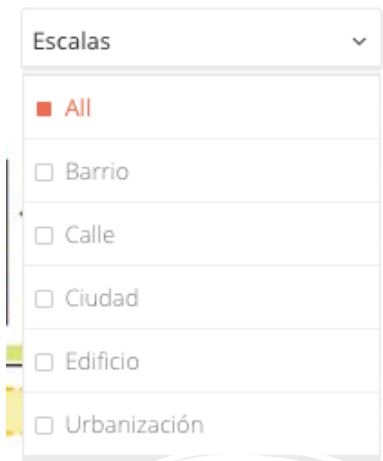 Escalas
All
Barrio
Calle
Ciudad
Edificio
Urbanización